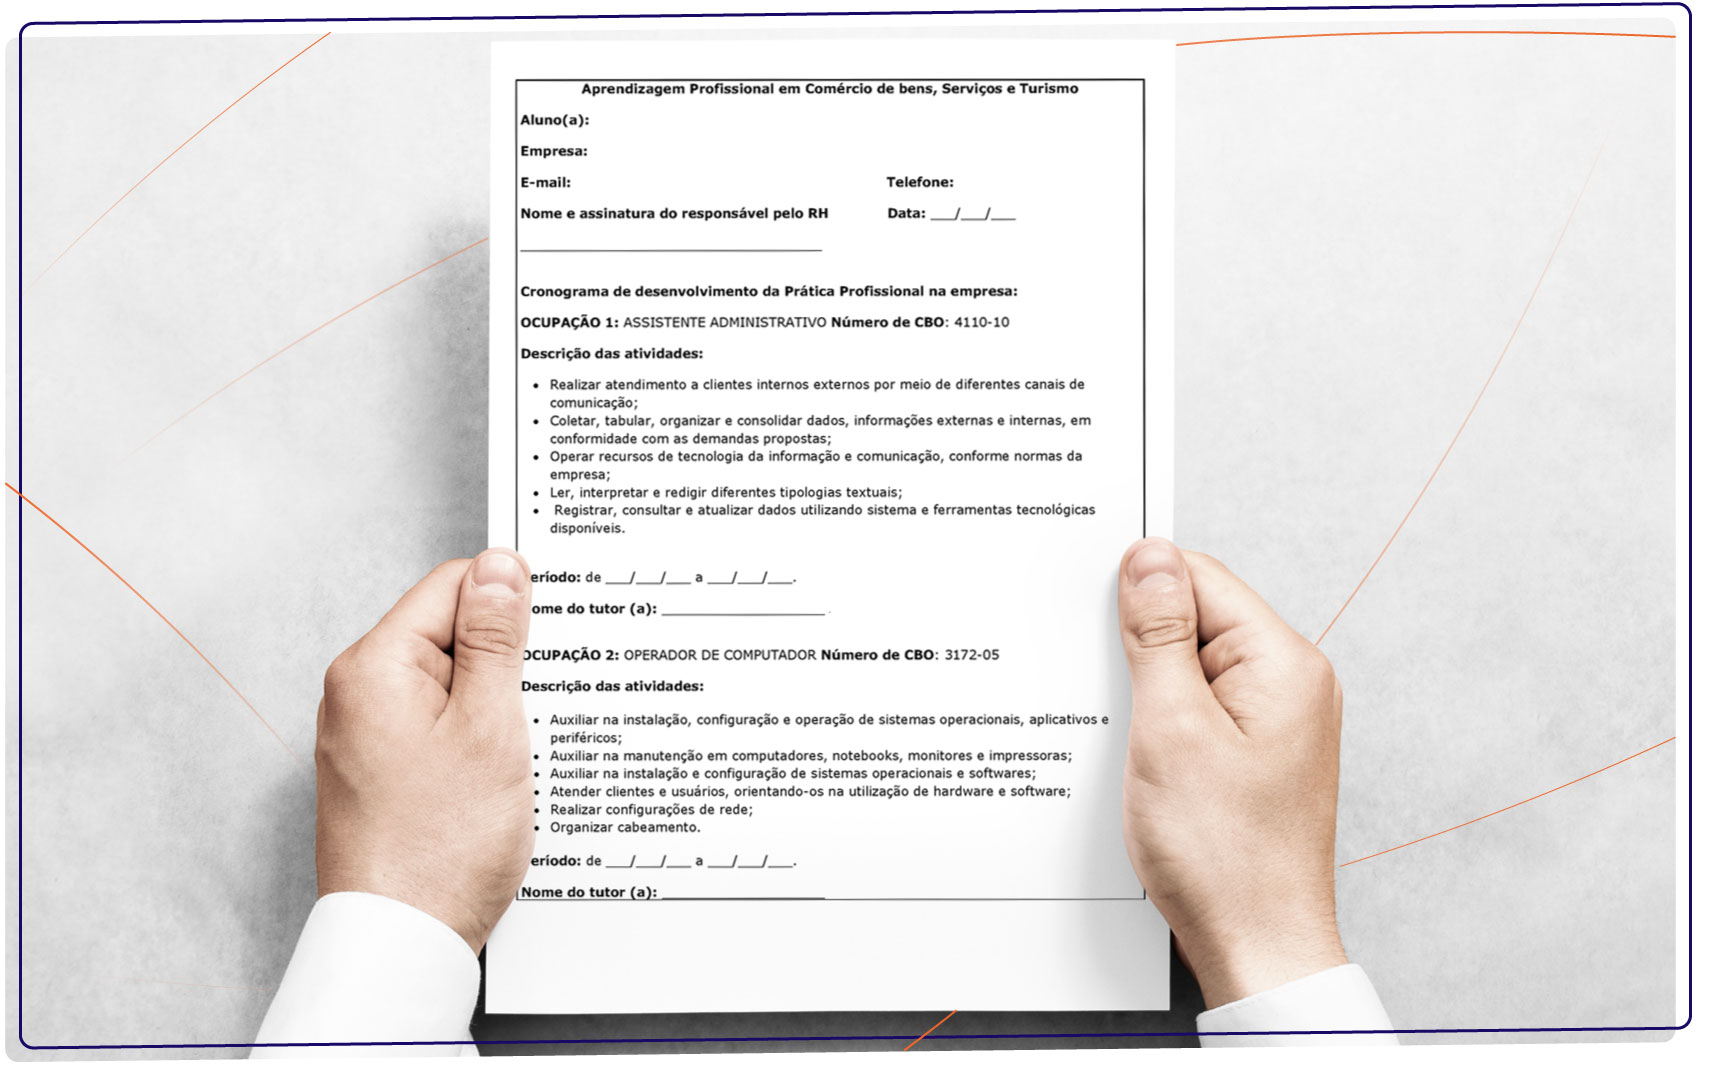 Aprendizagem Profissional em Comércio de bens, Serviços e Turismo
Aluno(a):
Empresa:
E-mail: Telefone:
Nome e assinatura do responsável pelo RH Data: ___/___/___
Cronograma de desenvolvimento da Prática Profissional na empresa:
OCUPAÇÃO 1: ASSISTENTE ADMINISTRATIVO Número de CBO: 4110-10
Descrição das atividades:
• Realizar atendimento a clientes internos externos por meio de diferentes canais de
comunicação;
• Coletar, tabular, organizar e consolidar dados, informações externas e internas, em
conformidade com as demandas propostas;
• Operar recursos de tecnologia da informação e comunicação, conforme normas da
empresa;
• Ler, interpretar e redigir diferentes tipologias textuais;
• Registrar, consultar e atualizar dados utilizando sistema e ferramentas tecnológicas
disponíveis.
eríodo: de ___/___/___ a ___/___/___.
ome do tutor (a): ____________________
OCUPAÇÃO 2: OPERADOR DE COMPUTADOR Número de CBO: 3172-05
Descrição das atividades:
• Auxiliar na instalação, configuração e operação de sistemas operacionais, aplicativos e
periféricos;
• Auxiliar na manutenção em computadores, notebooks, monitores e impressoras;
• Auxiliar na instalação e configuração de sistemas operacionais e softwares;
• Atender clientes e usuários, orientando-os na utilização de hardware e software;
• Realizar configurações de rede;
• Organizar cabeamento.
eríodo: de ___/___/___ a ___/___/___.
Nome do tutor (a): ____________________